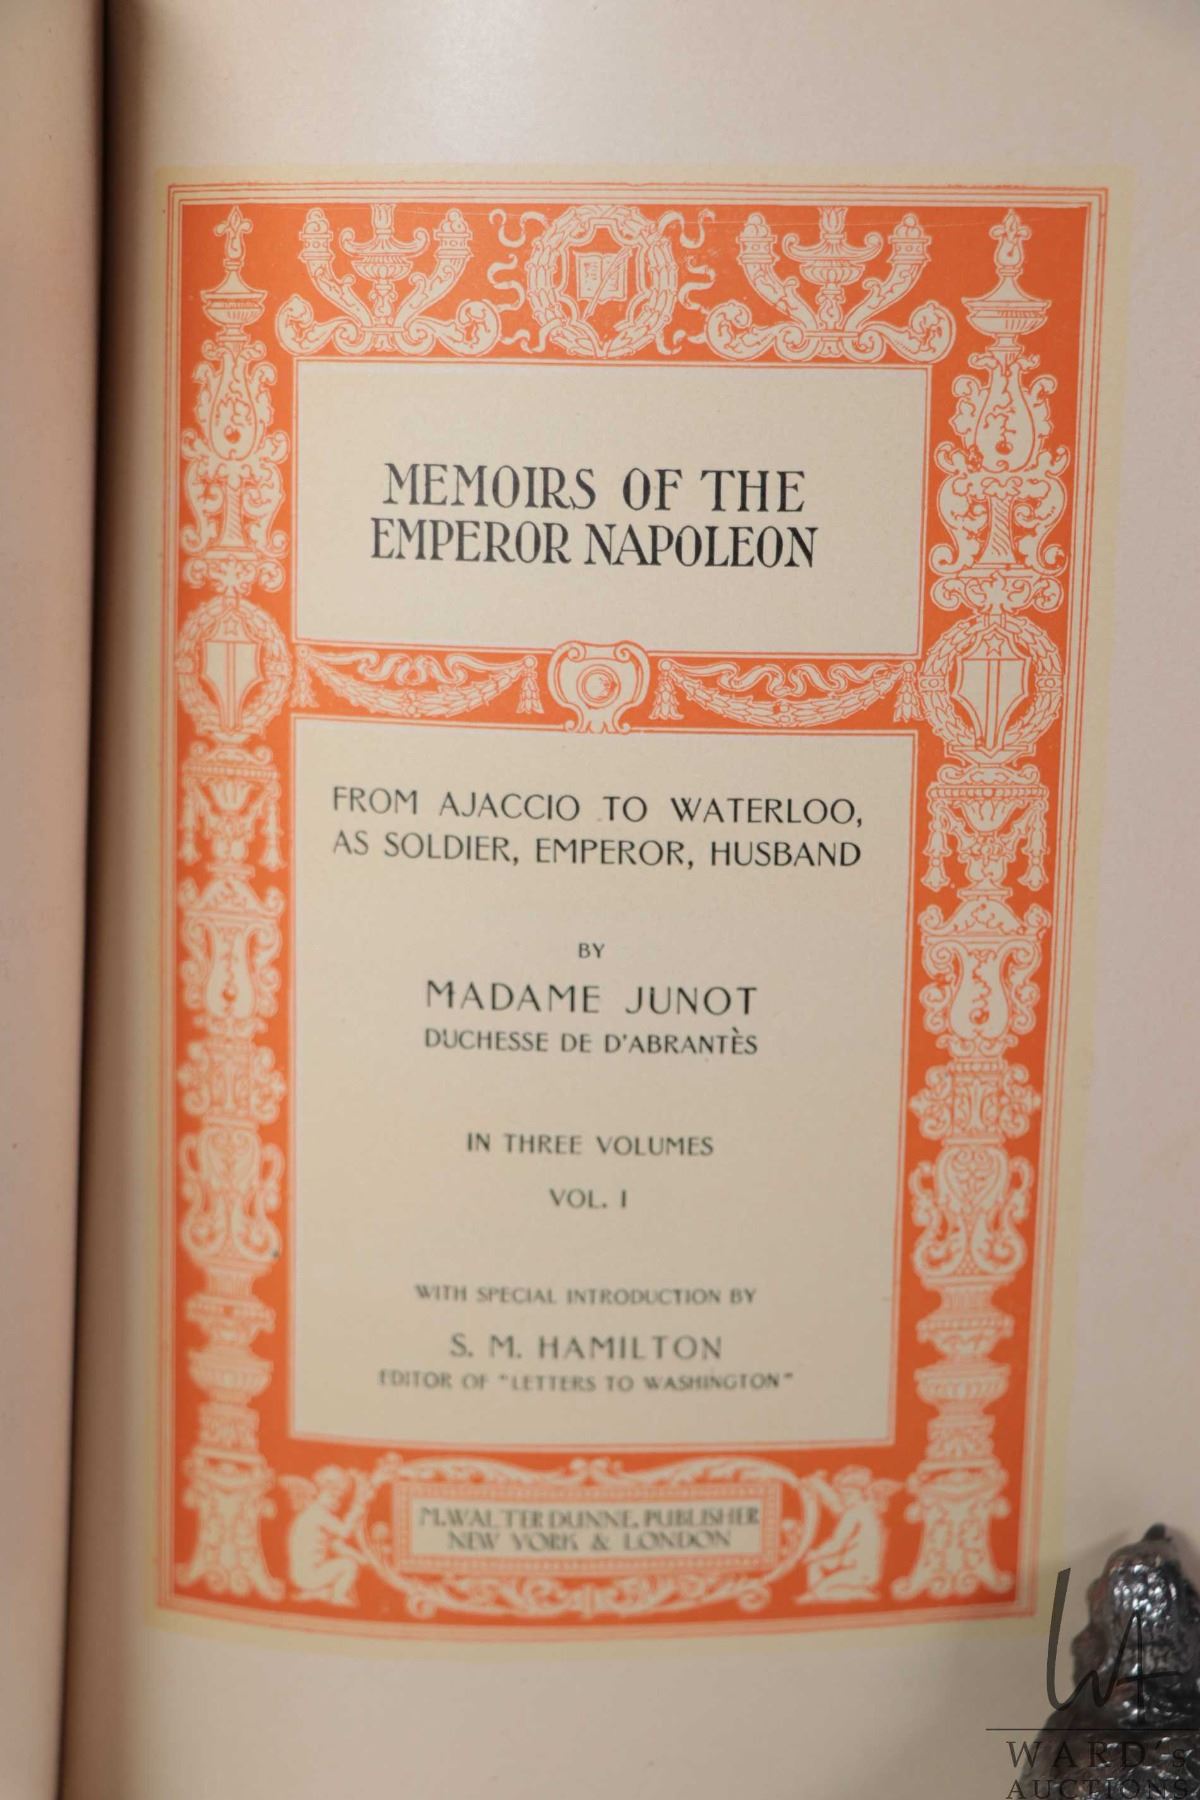 MEMOIRS OF THE
EMPEROR NAPOLEON
FROM AJACCIO TO WATERLOO,
AS SOLDIER, EMPEROR, HUSBAND
BY
MADAME JUNOT
DUCHESSE DE D'ABRANTÈS
IN THREE VOLUMES
VOL. I
WITH SPECIAL INTRODUCTION BY
S. M. HAMILTON
EDITOR OF "LETTERS TO WASHINGTON"
M. WALTER DUNNE, PUBLISHER
NEW YORK & LONDON
WA
WARD's
AUCTIONS